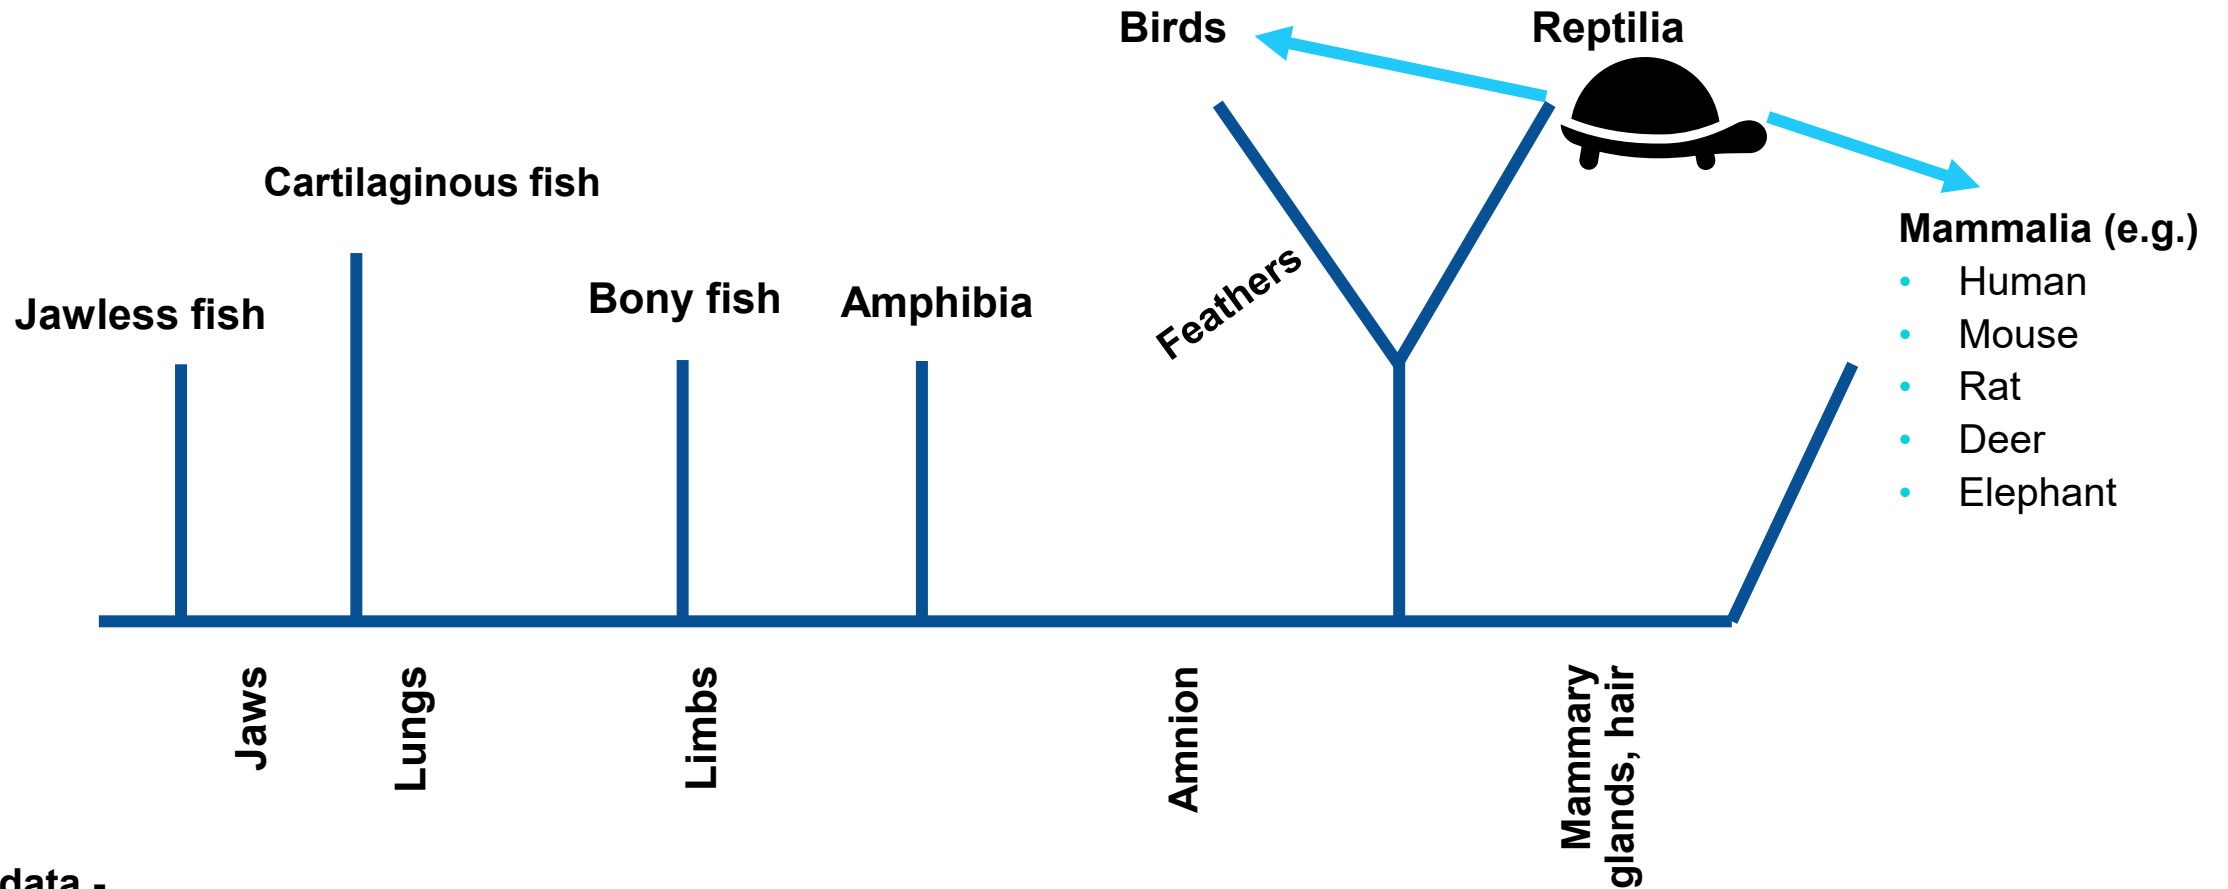 Birds
Reptilia
Cartilaginous fish
Mammalia (e.g.)
• Human
• Mouse
• Rat
• Deer
• Elephant
Jawless fish
Bony fish
Amphibia
Feathers
Jaws
Lungs
Limbs
Amnion
Mammary
glands, hair
data -